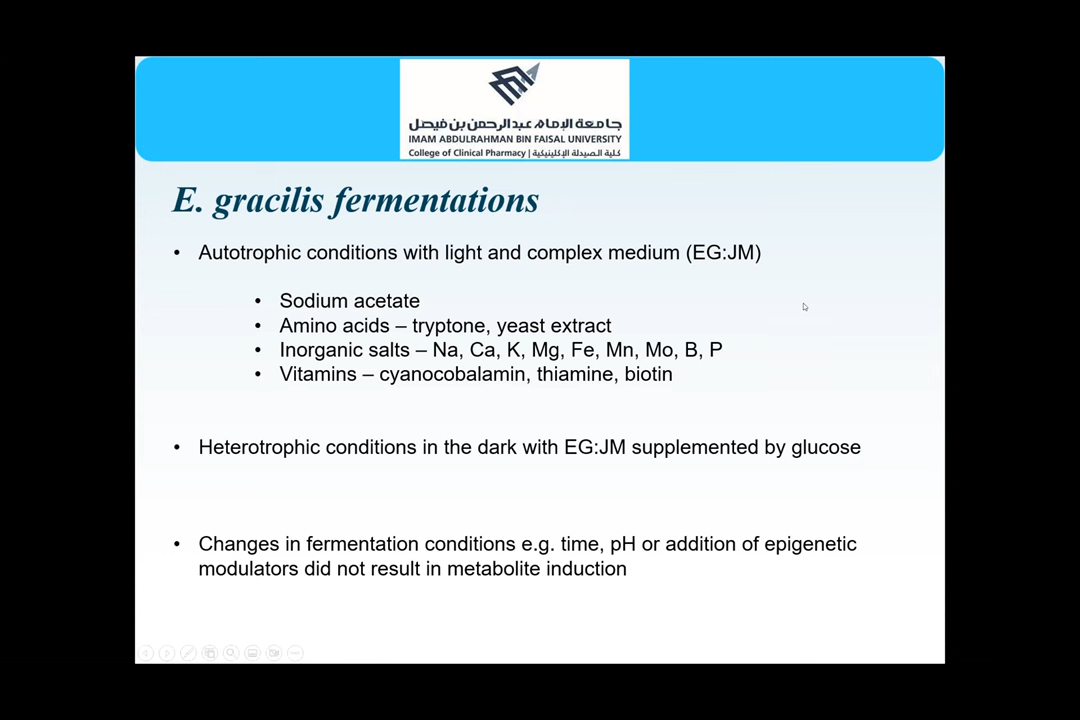 جامعة الإمام عبدالرحمن بن فيصل
IMAM ABDULRAHMAN BIN FAISAL UNIVERSITY
College of Clinical Pharmacy | كلية الصيدلة الإكلينيكية
E. gracilis fermentations
• Autotrophic conditions with light and complex medium (EG:JM)
• Sodium acetate
• Amino acids – tryptone, yeast extract
• Inorganic salts – Na, Ca, K, Mg, Fe, Mn, Mo, B, P
• Vitamins – cyanocobalamin, thiamine, biotin
• Heterotrophic conditions in the dark with EG:JM supplemented by glucose
• Changes in fermentation conditions e.g. time, pH or addition of epigenetic
modulators did not result in metabolite induction